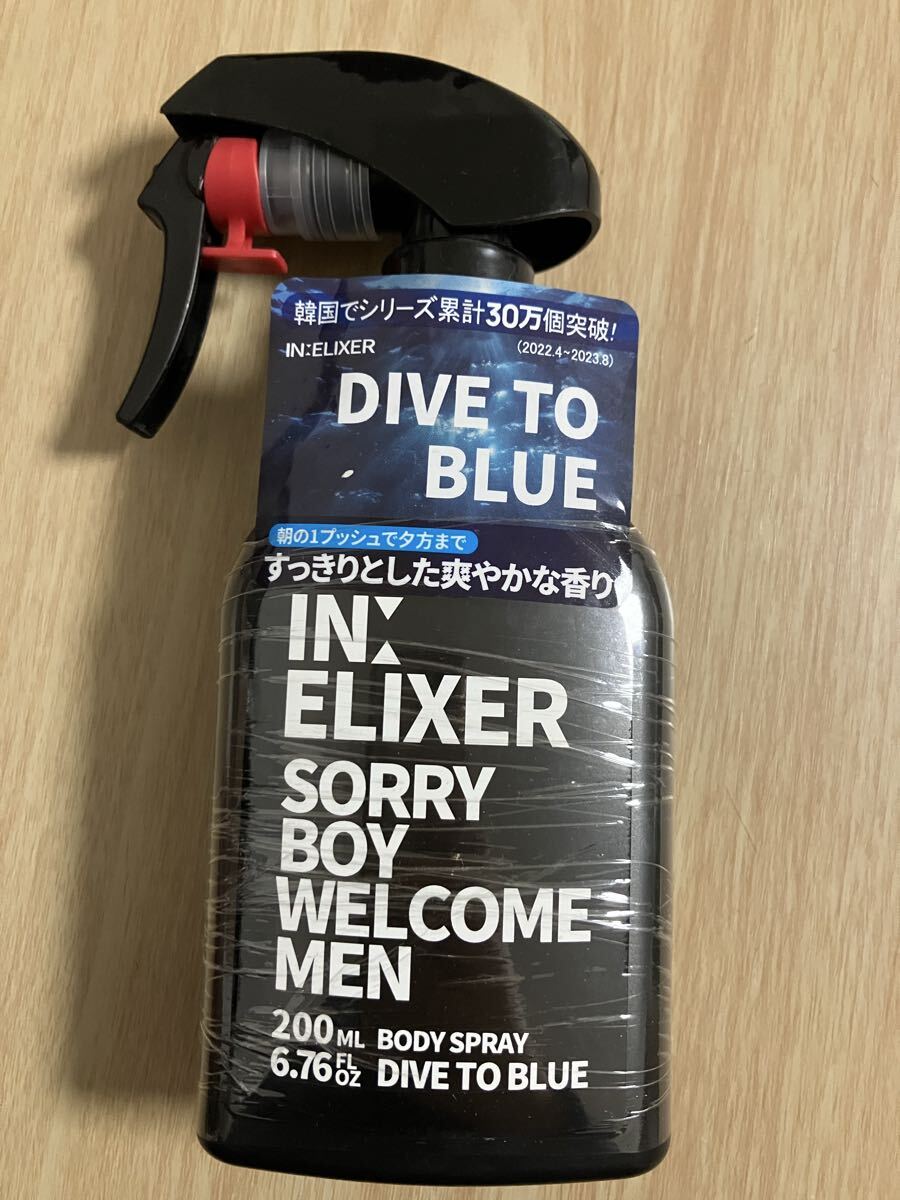 韓国でシリーズ累計30万個突破!
(2022.4~2023.8)
IN:ELIXER
DIVE TO
BLUE
朝の1プッシュで夕方まで
すっきりとした爽やかな香り
IN:
ELIXER
SORRY
BOY
WELCOME
MEN
200 ML BODY SPRAY
6.76 FL OZ DIVE TO BLUE